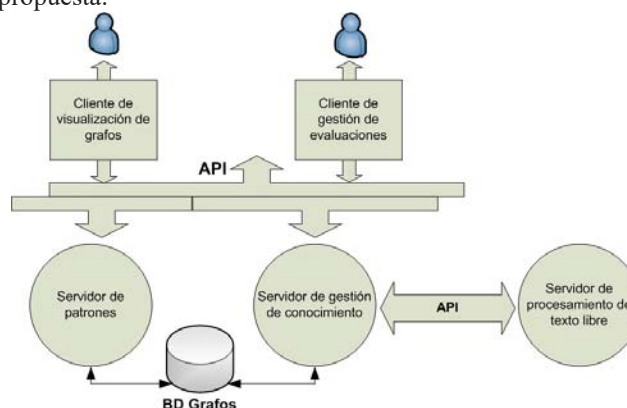 propuesta.
Cliente de
visualización de
grafos
Cliente de
gestión de
evaluaciones
API
Servidor de
patrones
Servidor de gestión
de conocimiento
API
Servidor de
procesamiento de
texto libre
BD Grafos